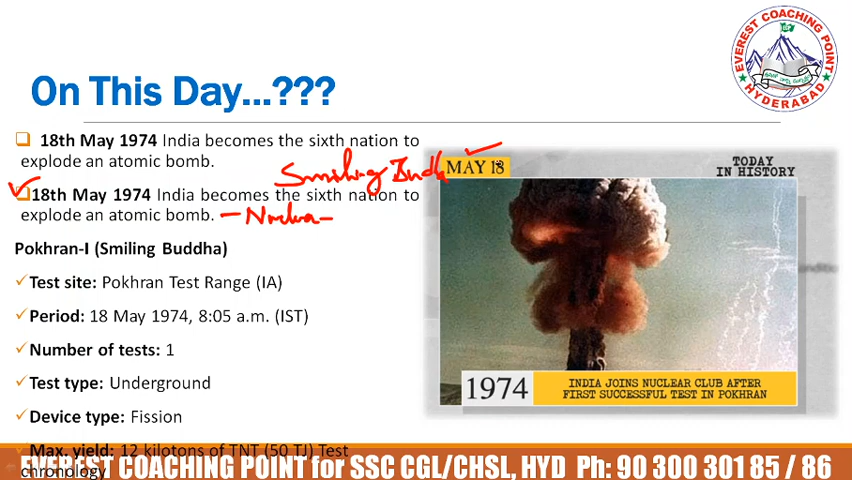 EVEREST COACHING POINT
HYDERABAD
On This Day...???
18th May 1974 India becomes the sixth nation to
explode an atomic bomb.
Smiling Budh
18th May 1974 India becomes the sixth nation to
explode an atomic bomb.
Pokhran-I (Smiling Buddha)
Test site: Pokhran Test Range (IA)
Period: 18 May 1974, 8:05 a.m. (IST)
Number of tests: 1
Test type: Underground
Device type: Fission
Max. yield: 12 kilotons of TNT (50 TJ) Test
chronology
MAY 18
TODAY
IN HISTORY
1974
INDIA JOINS NUCLEAR CLUB AFTER
FIRST SUCCESSFUL TEST IN POKHRAN
EVEREST COACHING POINT for SSC CGL/CHSL, HYD Ph: 90 300 301 85 / 86